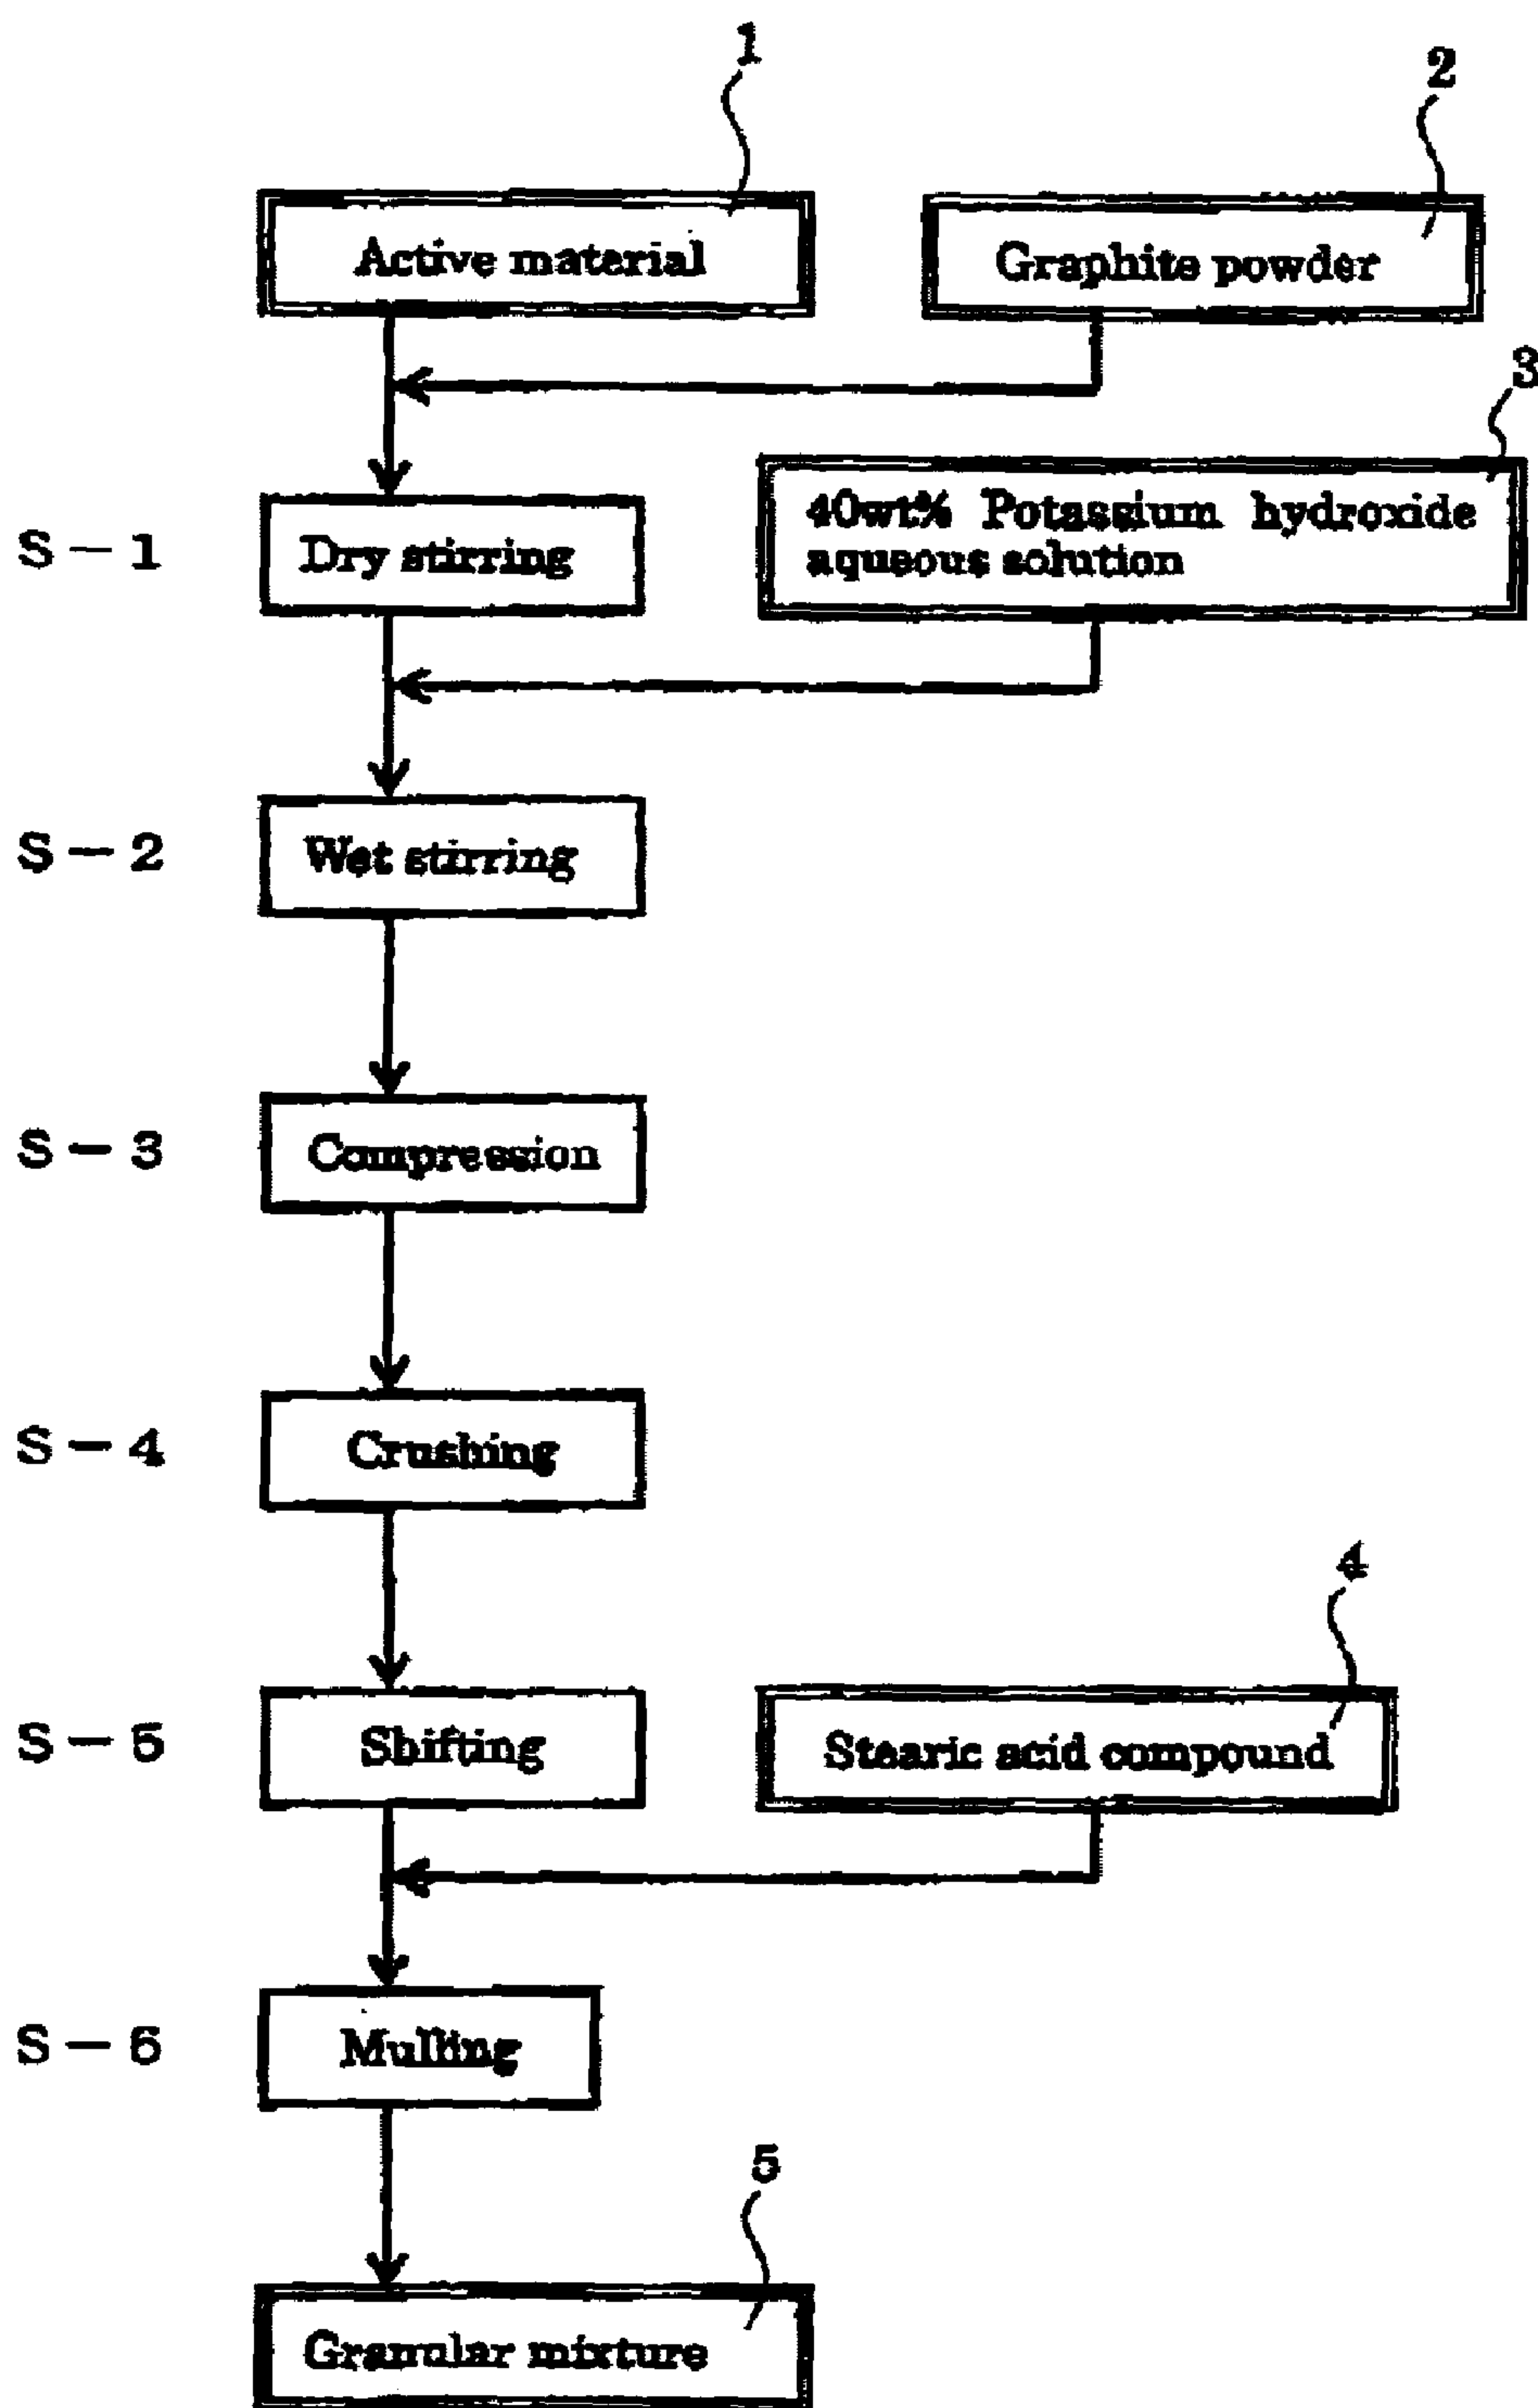 1
2
Active material
Graphite powder
3
S-1
Dry stirring
40wt% Potassium hydroxide
aqueous solution
S-2
Wet stirring
S-3
Compression
S-4
Crushing
4
S-5
Shifting
Stearic acid compound
S-6
Mulling
5
Granular mixture